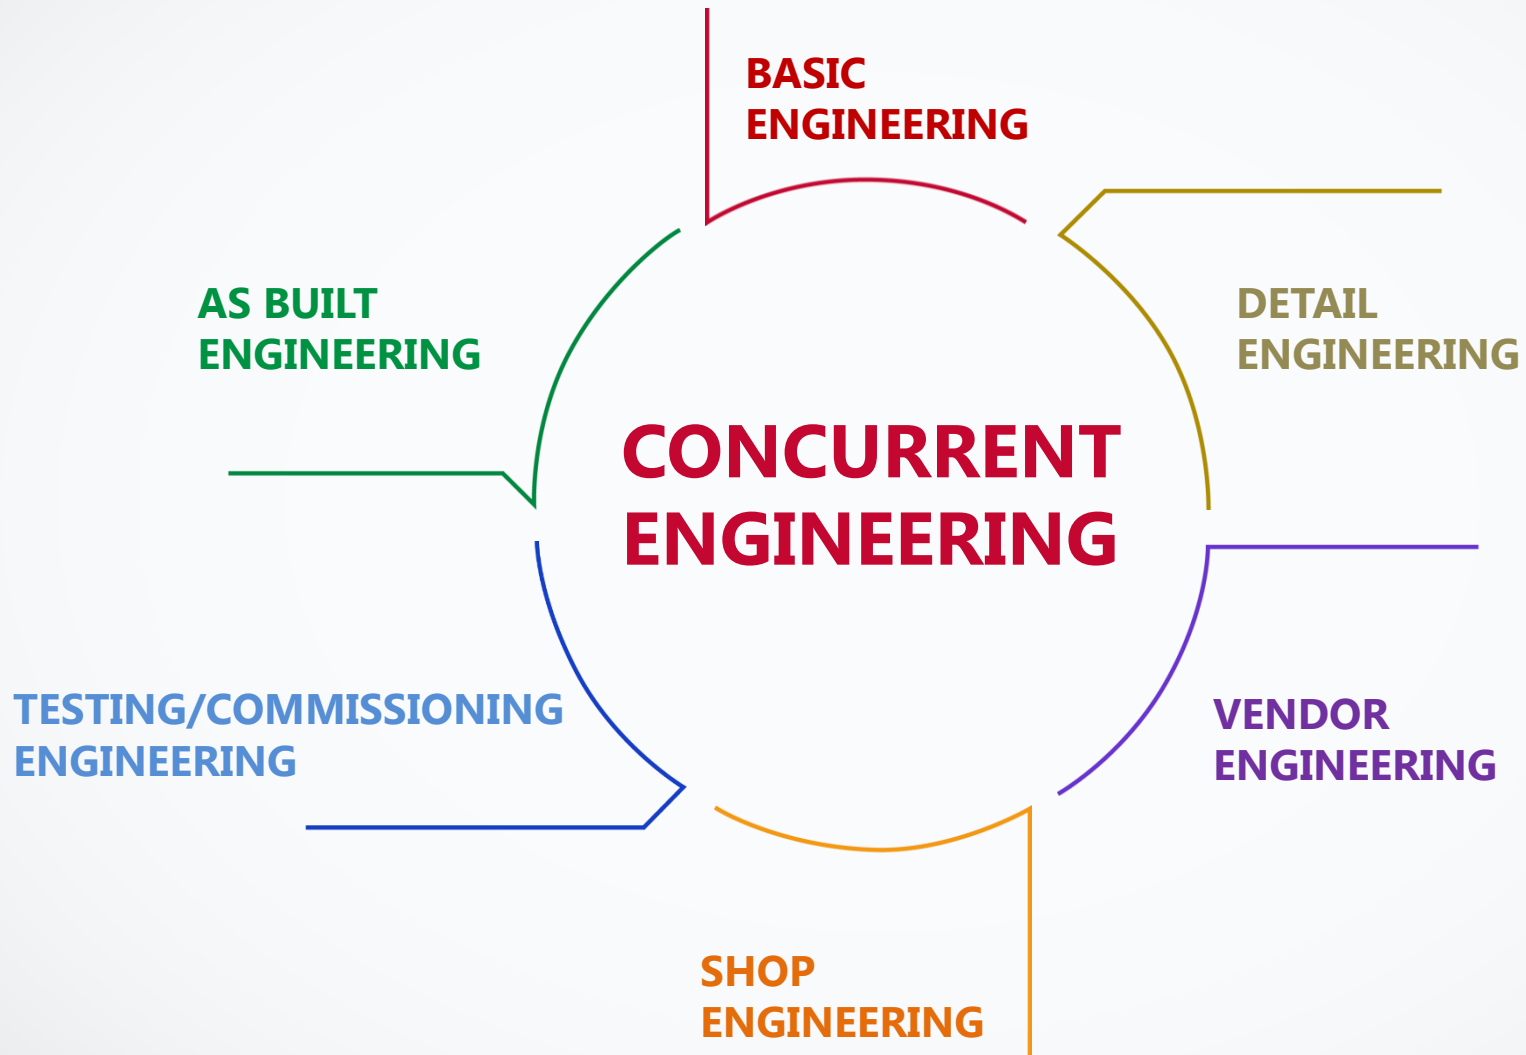 BASIC
ENGINEERING
DETAIL
ENGINEERING
VENDOR
ENGINEERING
SHOP
ENGINEERING
TESTING/COMMISSIONING
ENGINEERING
AS BUILT
ENGINEERING
CONCURRENT
ENGINEERING